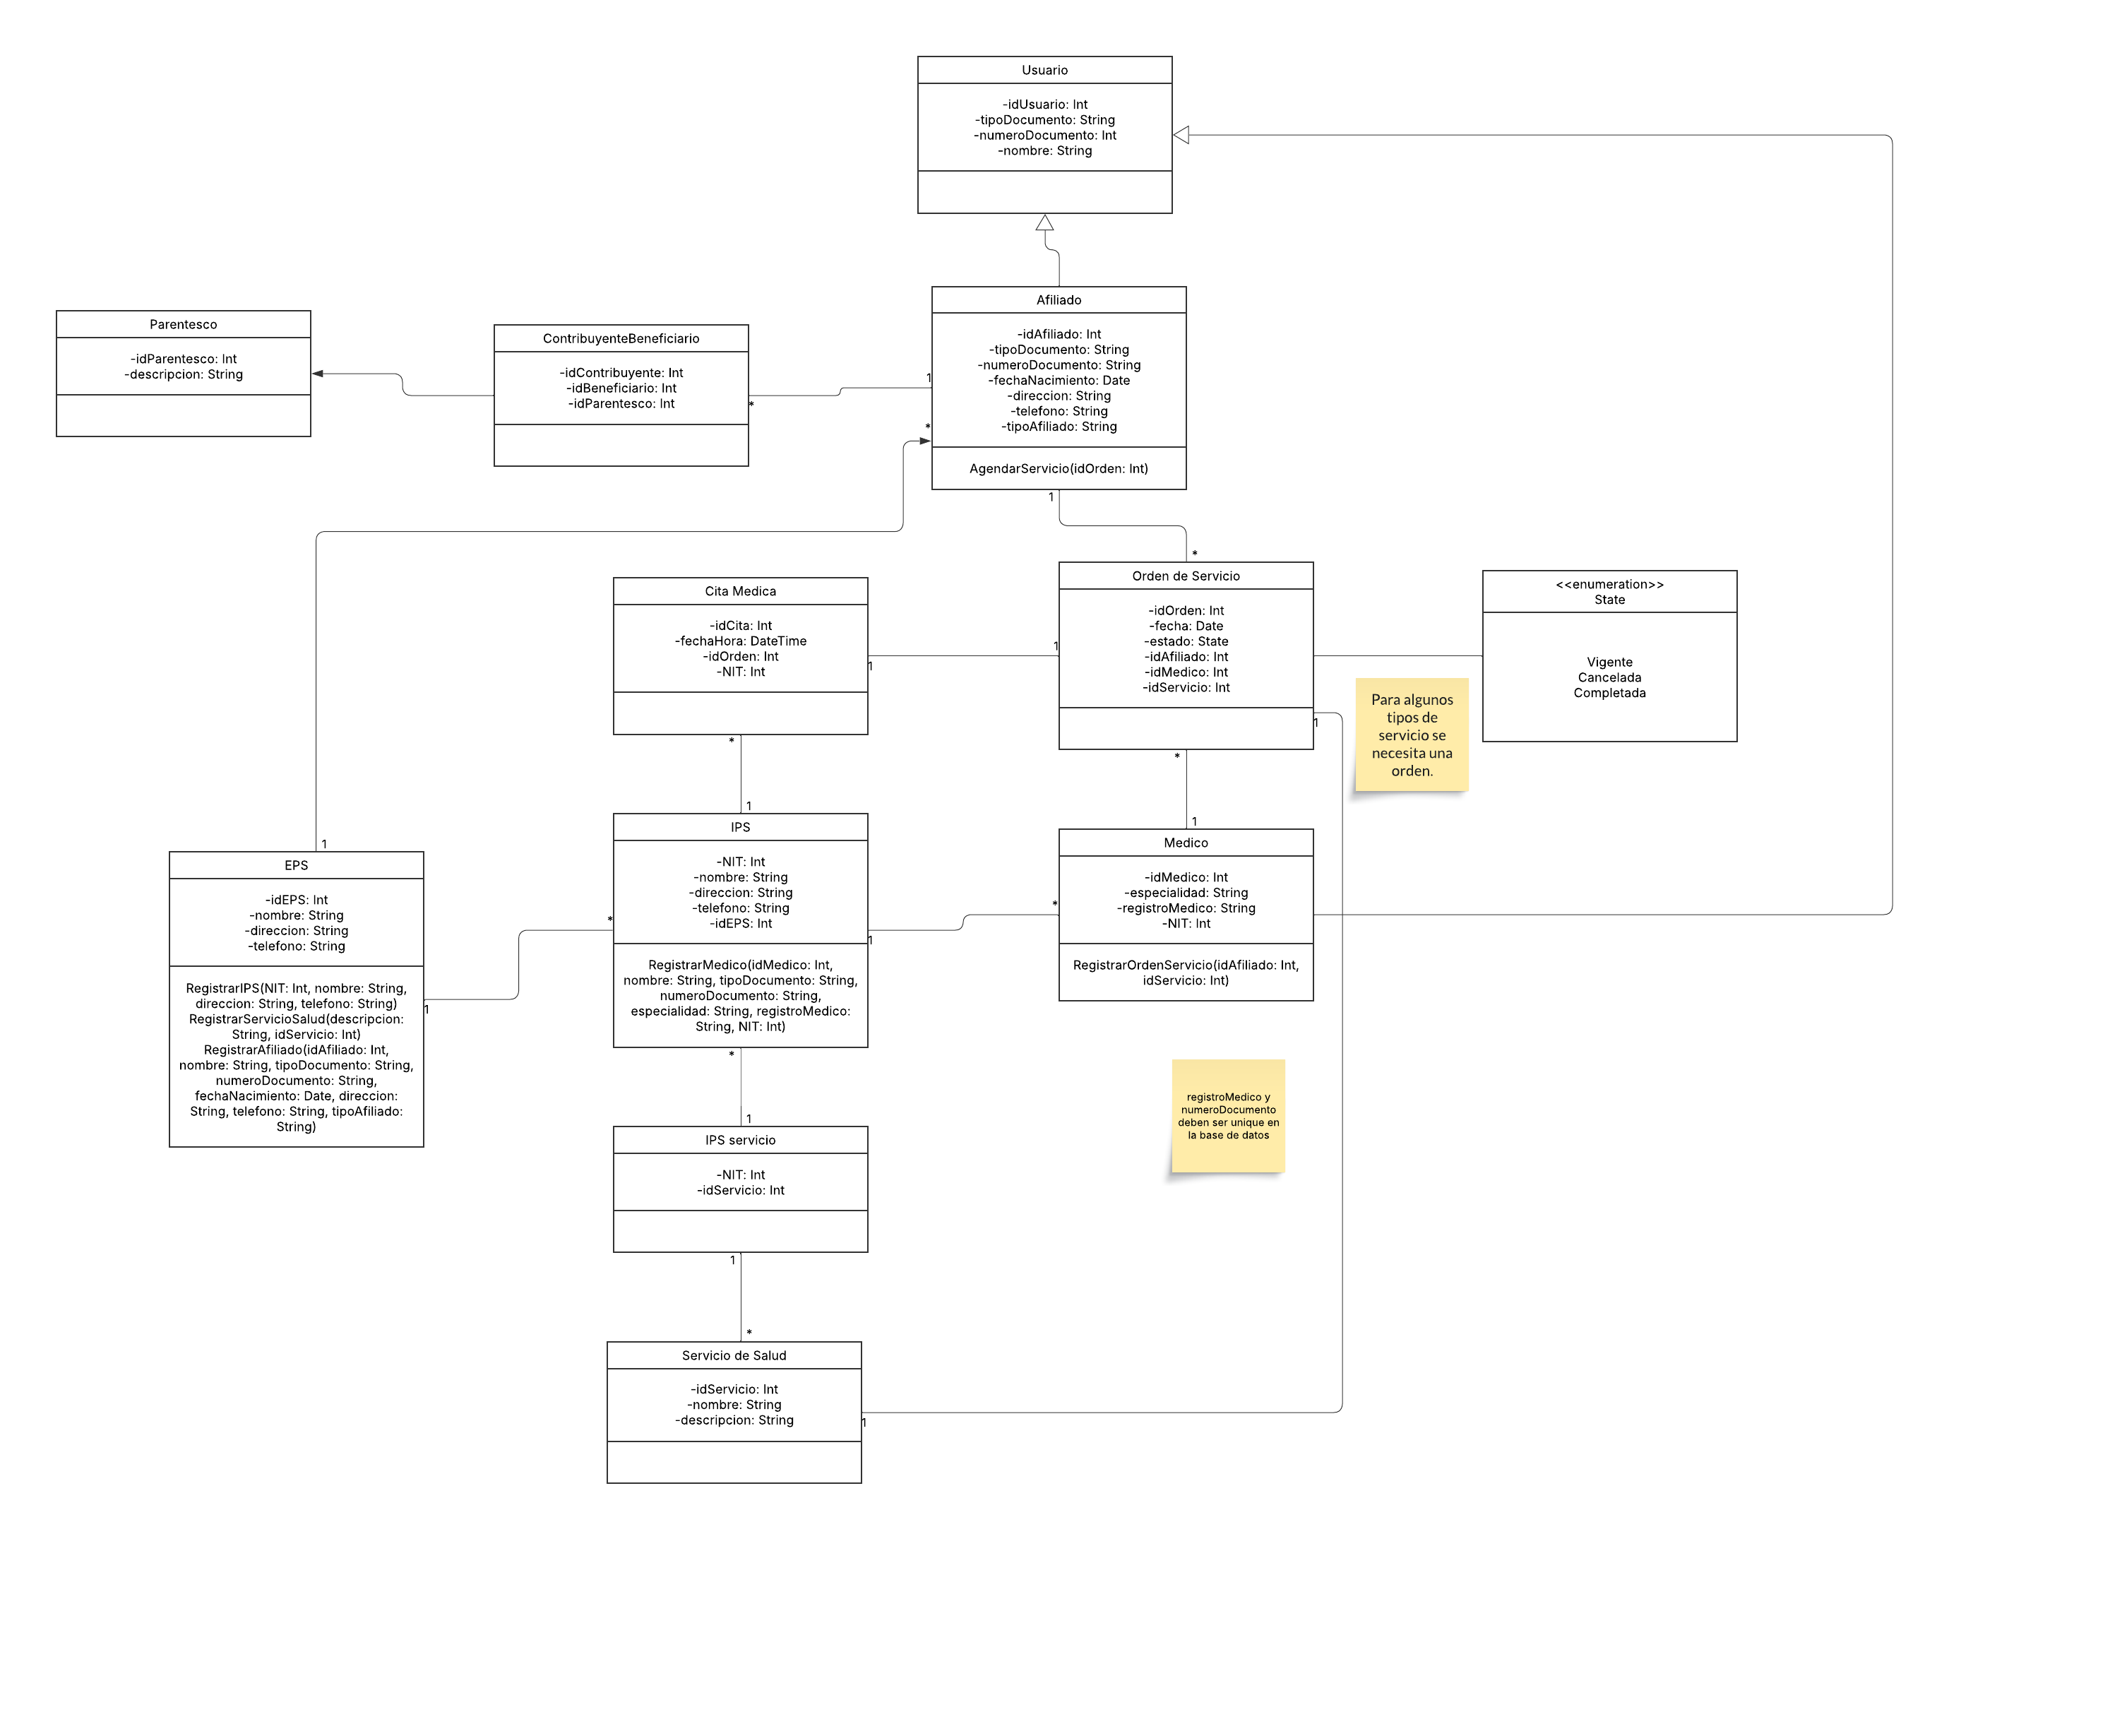 Usuario
-idUsuario: Int
-tipoDocumento: String
-numeroDocumento: Int
-nombre: String
Afiliado
-idAfiliado: Int
-tipoDocumento: String
-numeroDocumento: String
-fechaNacimiento: Date
-direccion: String
-telefono: String
-tipoAfiliado: String
AgendarServicio(idOrden: Int)
1
*
1
Parentesco
-idParentesco: Int
-descripcion: String
ContribuyenteBeneficiario
-idContribuyente: Int
-idBeneficiario: Int
-idParentesco: Int
*
Cita Medica
-idCita: Int
-fechaHora: DateTime
-idOrden: Int
-NIT: Int
1
*
Orden de Servicio
-idOrden: Int
-fecha: Date
-estado: State
-idAfiliado: Int
-idMedico: Int
-idServicio: Int
*
1
1
*
<<enumeration>>
State
Vigente
Cancelada
Completada
Para algunos
tipos de
servicio se
necesita una
orden.
EPS
-idEPS: Int
-nombre: String
-direccion: String
-telefono: String
RegistrarIPS(NIT: Int, nombre: String,
direccion: String, telefono: String)
RegistrarServicioSalud(descripcion:
String, idServicio: Int)
RegistrarAfiliado(idAfiliado: Int,
nombre: String, tipoDocumento: String,
numeroDocumento: String,
fechaNacimiento: Date, direccion:
String, telefono: String, tipoAfiliado:
String)
1
1
IPS
-NIT: Int
-nombre: String
-direccion: String
-telefono: String
-idEPS: Int
RegistrarMedico(idMedico: Int,
nombre: String, tipoDocumento: String,
numeroDocumento: String,
especialidad: String, registroMedico:
String, NIT: Int)
1
*
1
*
Medico
-idMedico: Int
-especialidad: String
-registroMedico: String
-NIT: Int
RegistrarOrdenServicio(idAfiliado: Int,
idServicio: Int)
1
*
registroMedico y
numeroDocumento
deben ser unique en
la base de datos
IPS servicio
-NIT: Int
-idServicio: Int
1
1
Servicio de Salud
-idServicio: Int
-nombre: String
-descripcion: String
*
1